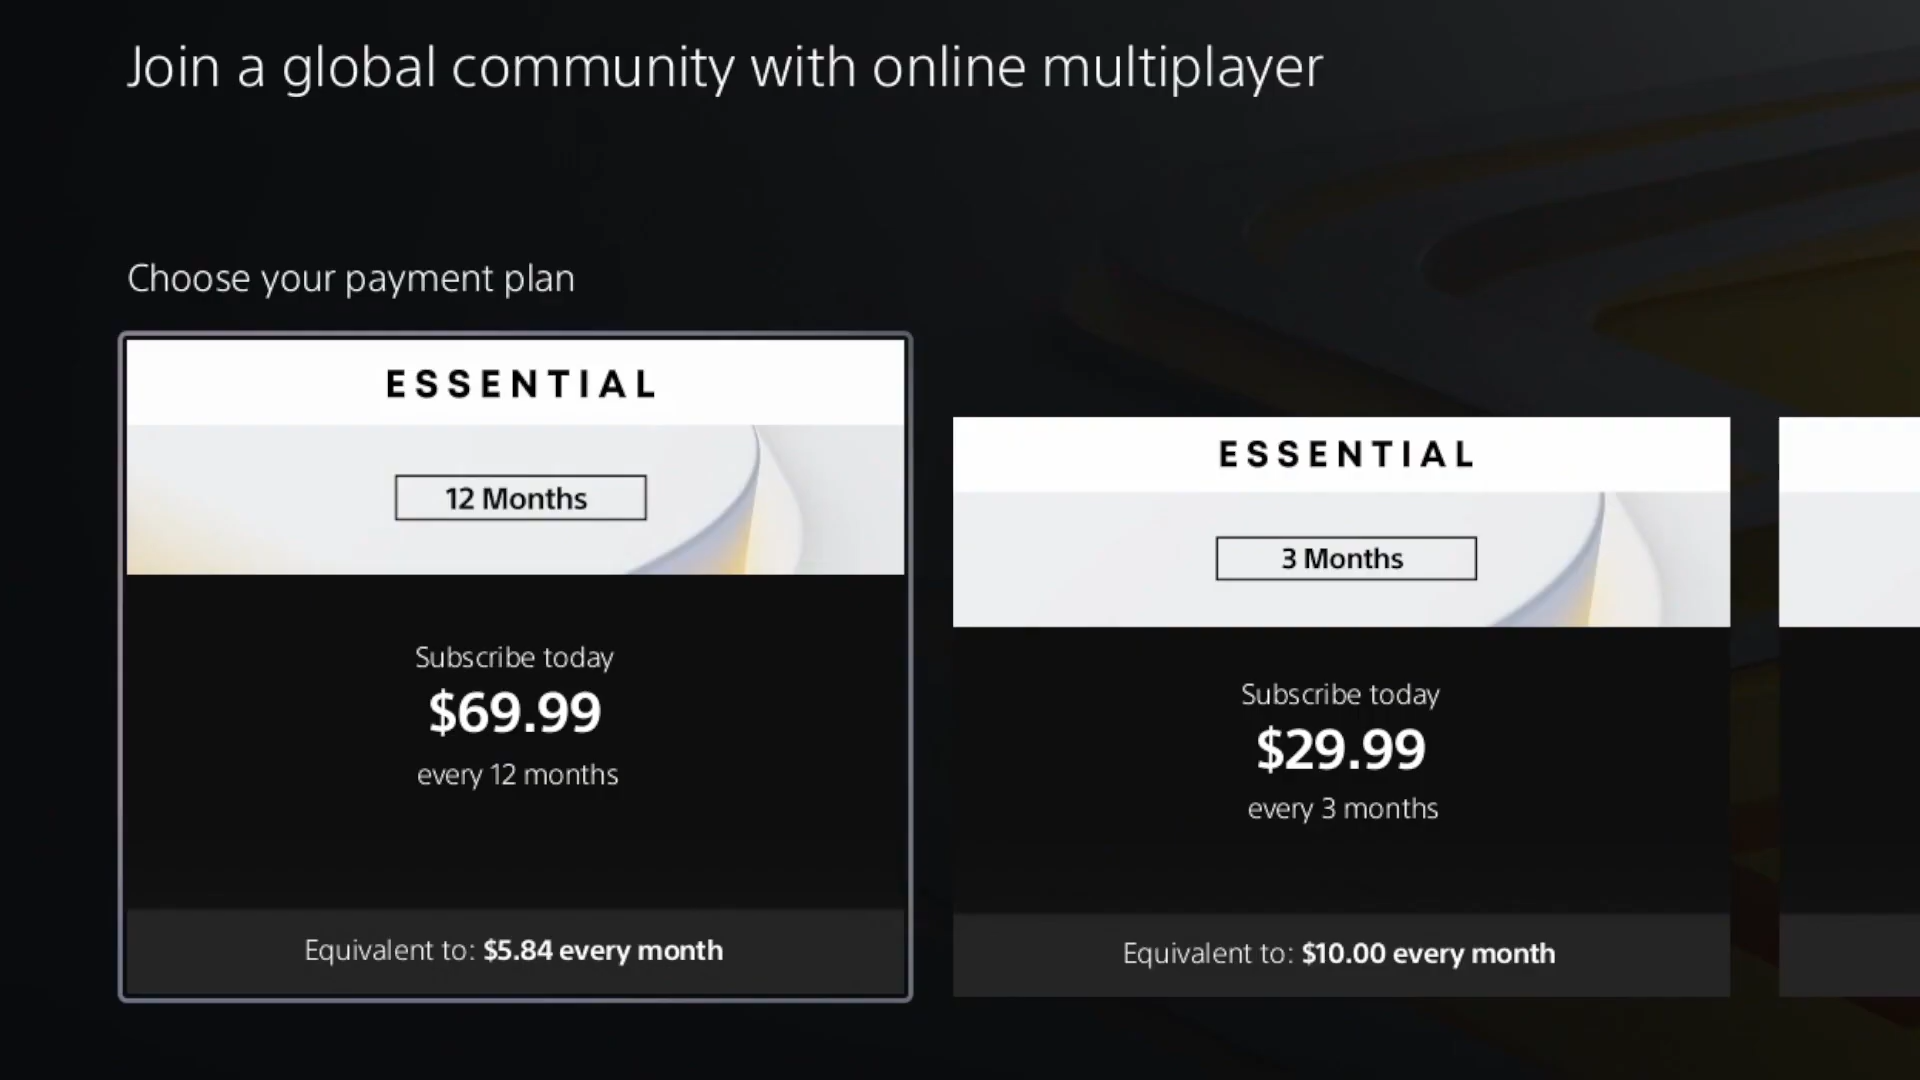 Join a global community with online multiplayer
Choose your payment plan
ESSENTIAL
12 Months
Subscribe today
$69.99
every 12 months
Equivalent to: $5.84 every month
ESSENTIAL
3 Months
Subscribe today
$29.99
every 3 months
Equivalent to: $10.00 every month